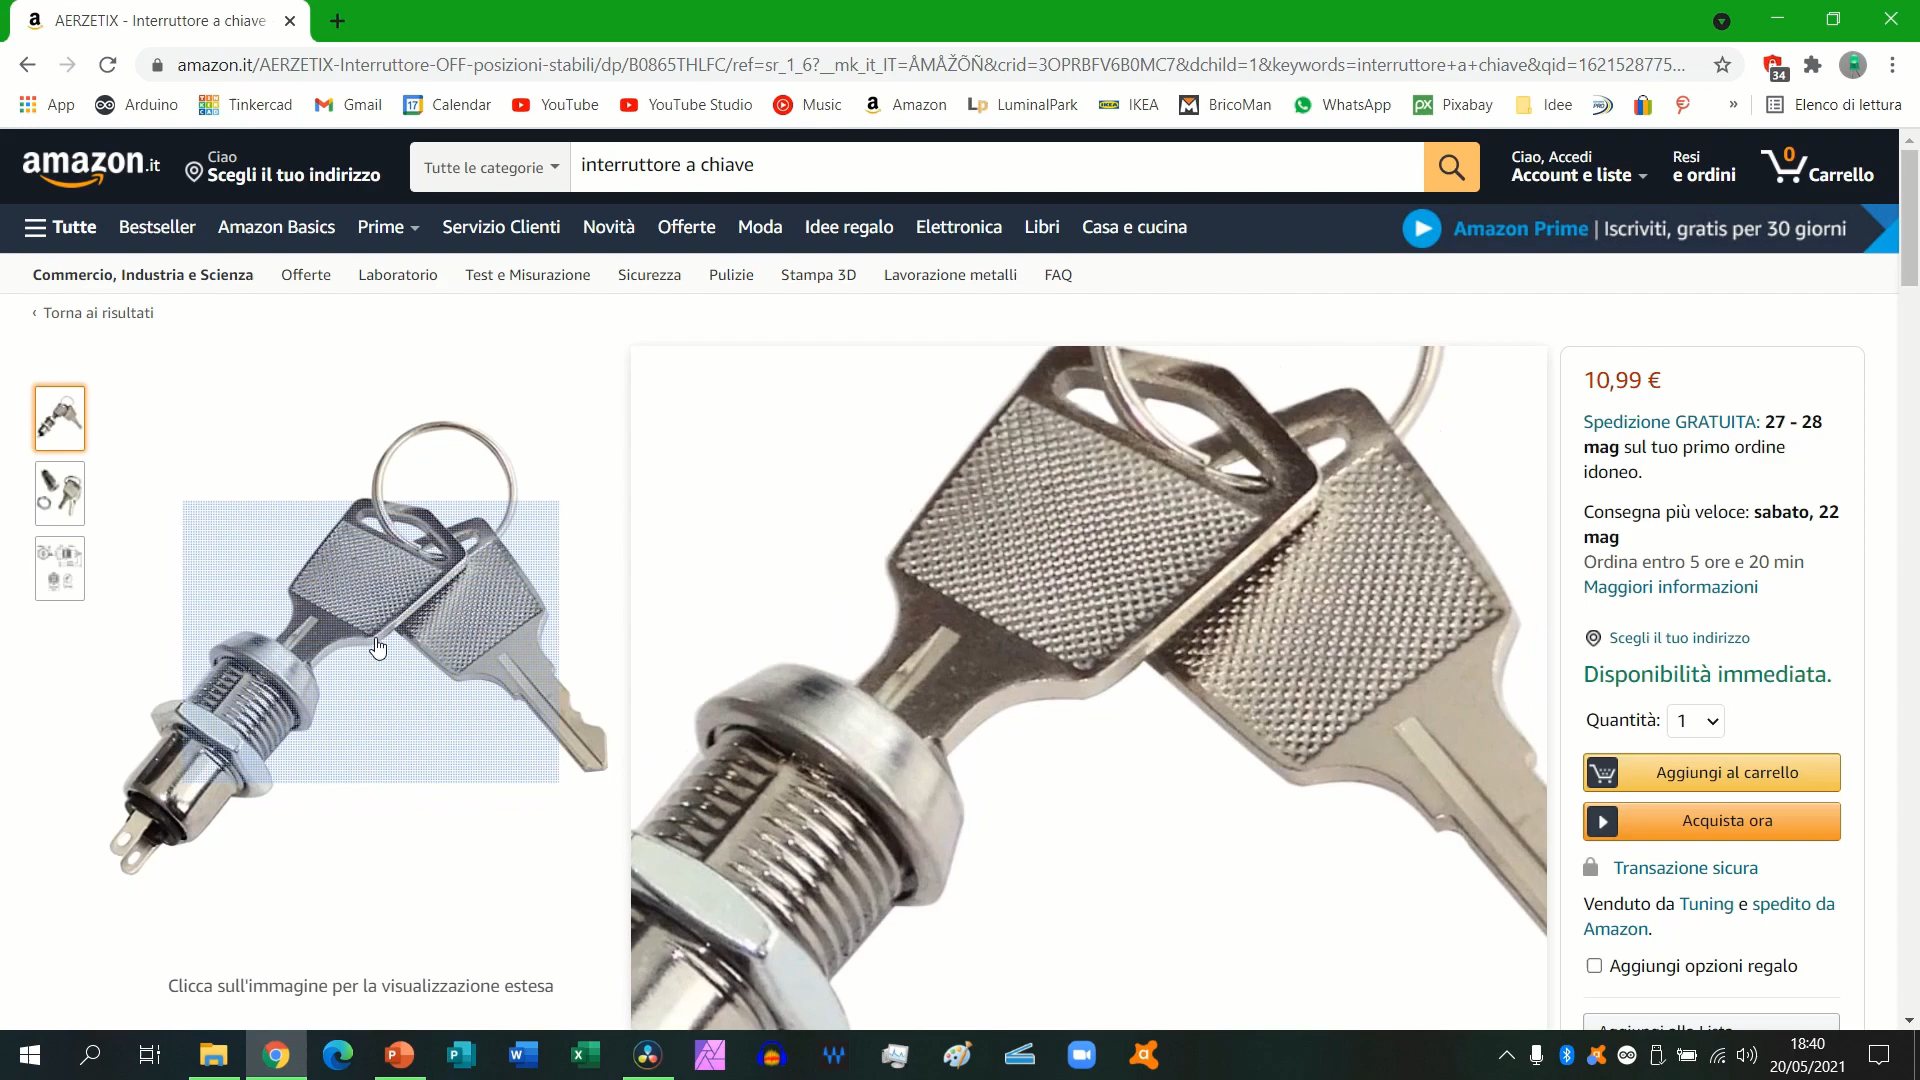 AERZETIX - Interruttore a chiave
amazon.it/AERZETIX-Interruttore-OFF-posizioni-stabili/dp/B0865THLFC/ref=sr_1_6?__mk_it_IT=ÅMÅŽÕÑ&crid=3OPRBFV6B0MC7&dchild=1&keywords=interruttore+a+chiave&qid=1621528775...
34
App Arduino Tinkercad Gmail 17 Calendar YouTube YouTube Studio Music Amazon LuminalPark IKEA BricoMan WhatsApp Pixabay Idee » Elenco di lettura
amazon.it
Ciao
Scegli il tuo indirizzo
Tutte le categorie
interruttore a chiave
Ciao, Accedi
Account e liste
Resi
e ordini
0
Carrello
Tutte Bestseller Amazon Basics Prime Servizio Clienti Novità Offerte Moda Idee regalo Elettronica Libri Casa e cucina
Amazon Prime | Iscriviti, gratis per 30 giorni
Commercio, Industria e Scienza Offerte Laboratorio Test e Misurazione Sicurezza Pulizie Stampa 3D Lavorazione metalli FAQ
‹ Torna ai risultati
Clicca sull'immagine per la visualizzazione estesa
10,99 €
Spedizione GRATUITA: 27 - 28
mag sul tuo primo ordine
idoneo.
Consegna più veloce: sabato, 22
mag
Ordina entro 5 ore e 20 min
Maggiori informazioni
Scegli il tuo indirizzo
Disponibilità immediata.
Quantità: 1
Aggiungi al carrello
Acquista ora
Transazione sicura
Venduto da Tuning e spedito da
Amazon.
Aggiungi opzioni regalo
Aggiungi alla Lista
18:40
20/05/2021